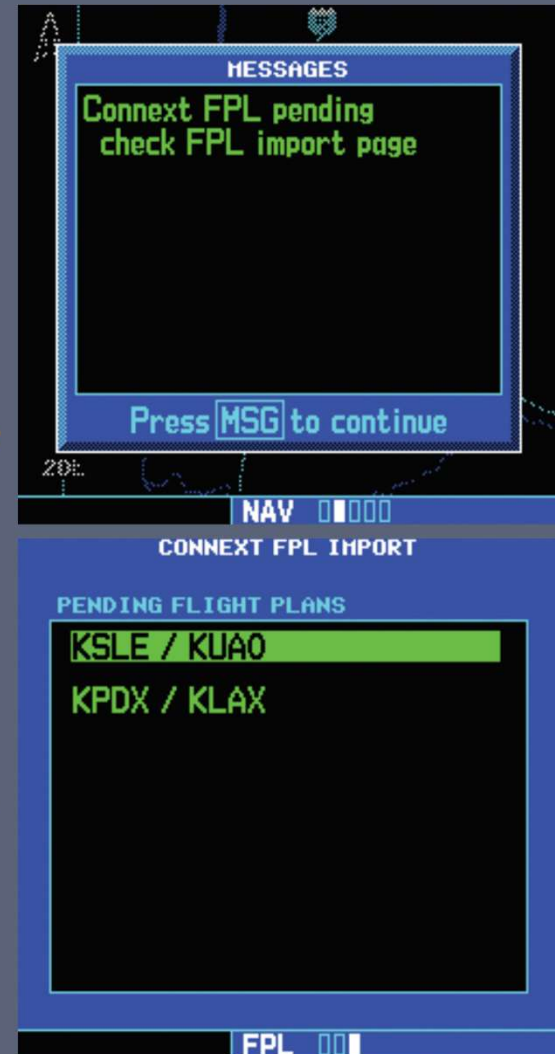 MESSAGES
Connext FPL pending
check FPL import page
Press MSG to continue
NAV
CONNEXT FPL IMPORT
PENDING FLIGHT PLANS
KSLE / KUAO
KPDX / KLAX
FPL